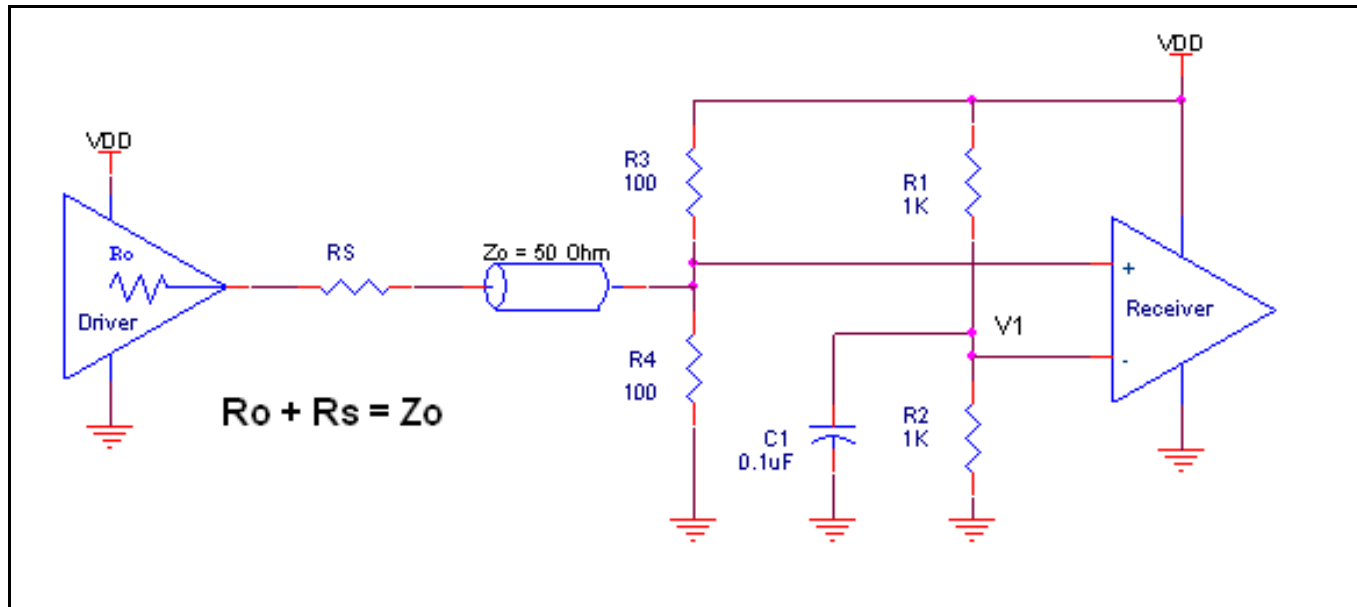 VDD
VDD
R3
100
R1
1K
Ro
RS
Zo = 50 Ohm
+
Driver
Receiver
V1
-
R4
100
Ro + Rs = Zo
R2
1K
C1
0.1uF